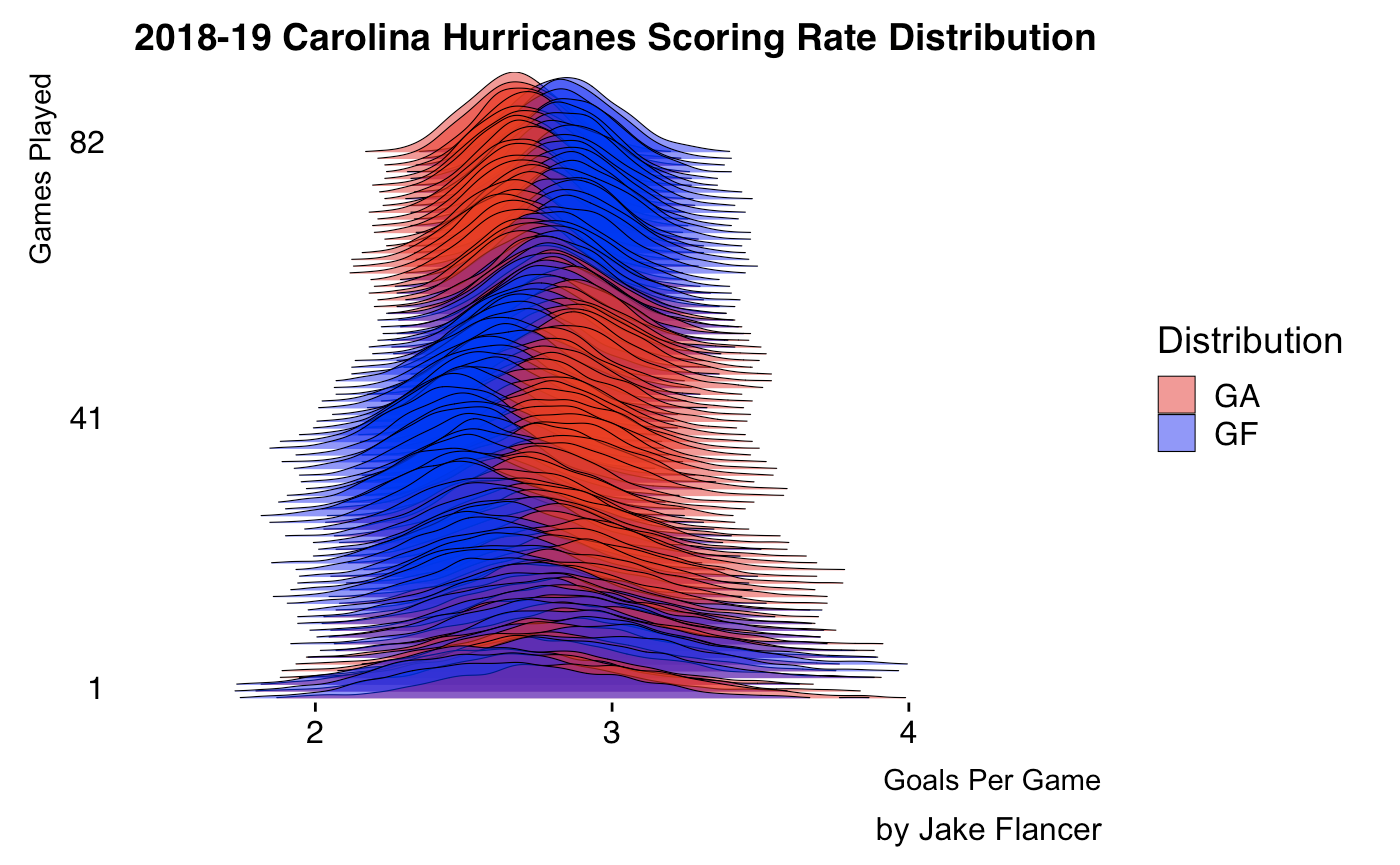 2018-19 Carolina Hurricanes Scoring Rate Distribution
Games Played
82
41
1
2 3 4
Goals Per Game
by Jake Flancer
Distribution
GA
GF